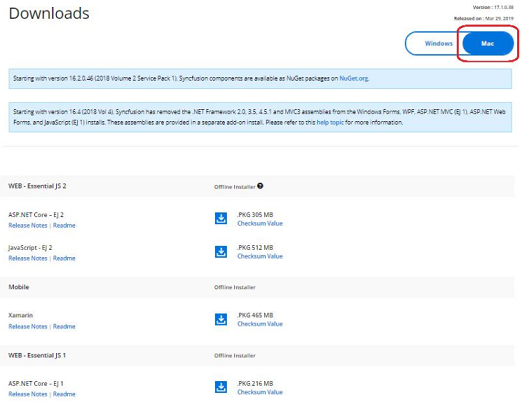 Downloads
Version : 17.1.0.38
Released on : Mar 29, 2019
Windows Mac
Starting with version 16.2.0.46 (2018 Volume 2 Service Pack 1); Syncfusion components are available as NuGet packages on NuGet.org.
Starting with version 16.4 (2018 Vol 4), Syncfusion has removed the .NET Framework 2.0, 3.5, 4.5.1 and MVC3 assemblies from the Windows Forms, WPF, ASP.NET MVC (EJ 1), ASP.NET Web
Forms, and JavaScript (EJ 1) installs. These assemblies are provided in a separate add-on install. Please refer to this help topic for more information.
WEB - Essential JS 2 Offline Installer ?
ASP.NET Core – EJ 2 .PKG 305 MB
Release Notes | Readme Checksum Value
JavaScript - EJ 2 .PKG 512 MB
Release Notes | Readme Checksum Value
Mobile Offline Installer
Xamarin .PKG 465 MB
Release Notes | Readme Checksum Value
WEB - Essential JS 1 Offline Installer
ASP.NET Core – EJ 1 .PKG 216 MB
Release Notes | Readme Checksum Value